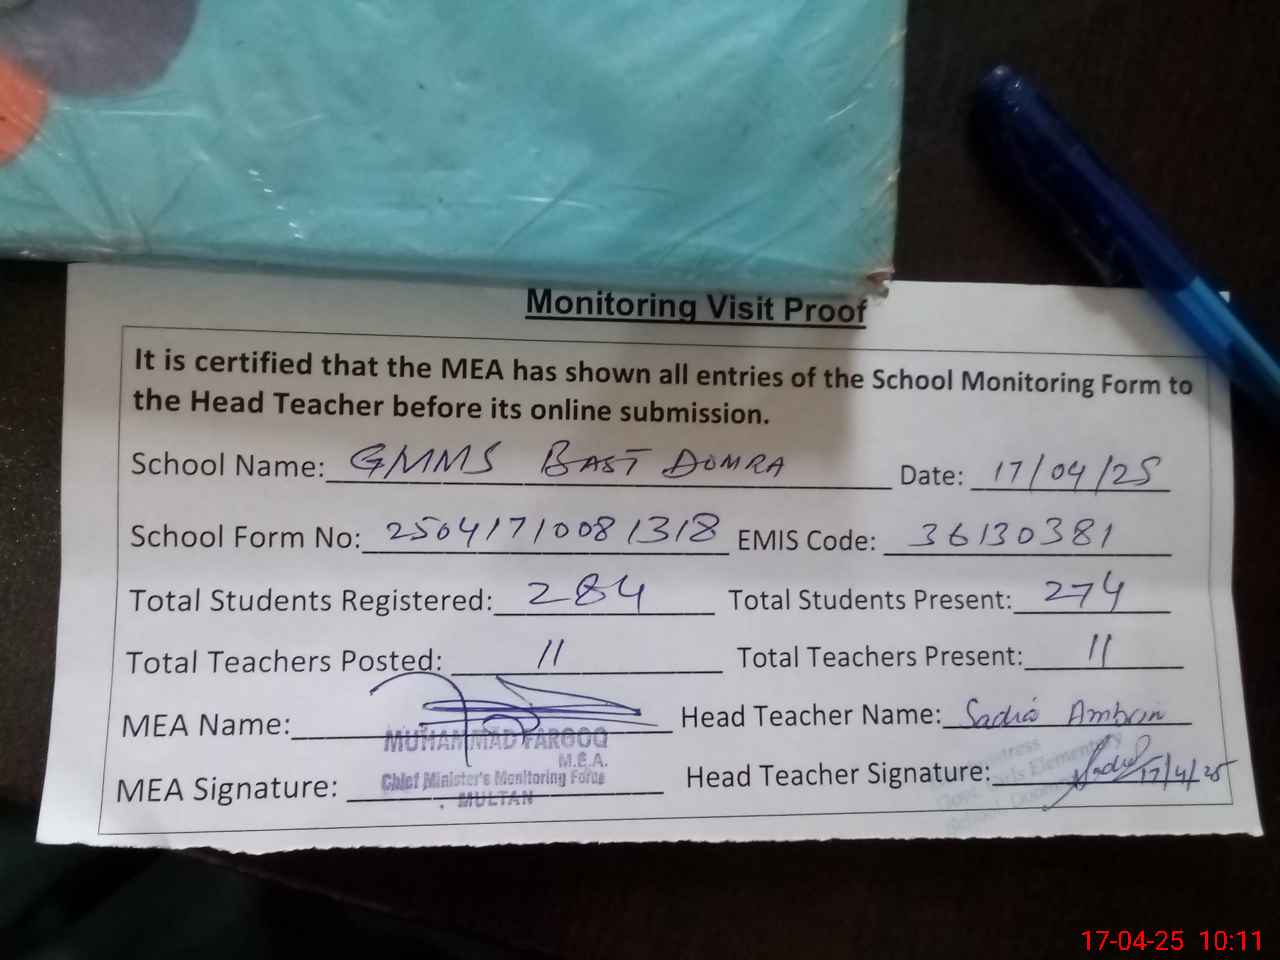 Monitoring Visit Proof
It is certified that the MEA has shown all entries of the School Monitoring Form to
the Head Teacher before its online submission.
School Name: GMMS BAST DOMRA Date: 17/04/25
School Form No: 25041710081318 EMIS Code: 36130381
Total Students Registered: 284 Total Students Present: 274
Total Teachers Posted: 11 Total Teachers Present: 11
MEA Name: Head Teacher Name: Sadia Ambrin
MUHAMMAD FAROOQ
M.E.A.
Chief Minister's Monitoring Force
MULTAN
MEA Signature: Head Teacher Signature: 17/4/25
Girls Elementary
17-04-25 10:11